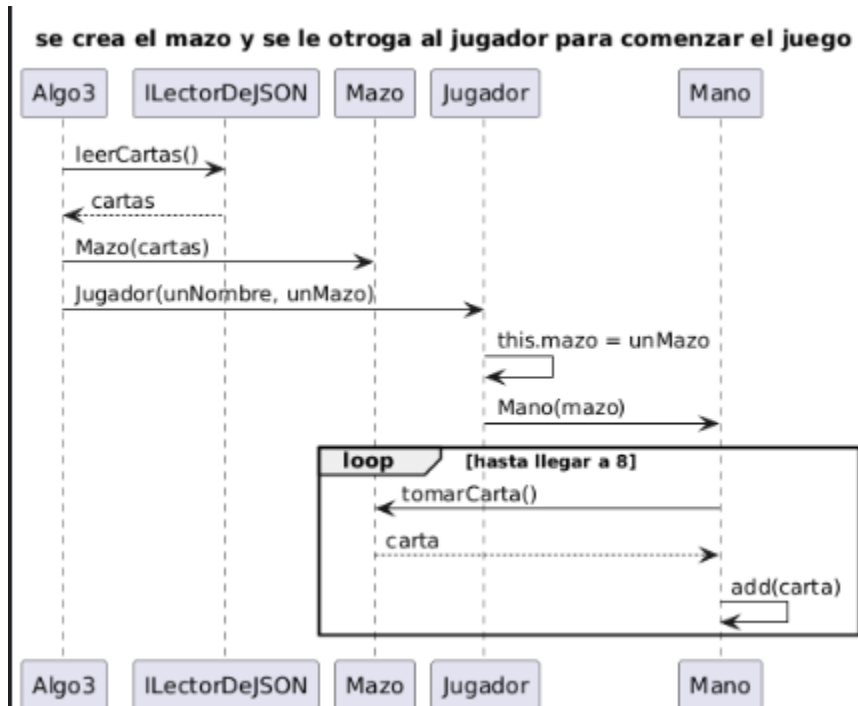 se crea el mazo y se le otroga al jugador para comenzar el juego
Algo3 ILectorDeJSON Mazo Jugador Mano
leerCartas()
cartas
Mazo(cartas)
Jugador(unNombre, unMazo)
this.mazo = unMazo
Mano(mazo)
loop [hasta llegar a 8]
tomarCarta()
carta
add(carta)
Algo3 ILectorDeJSON Mazo Jugador Mano